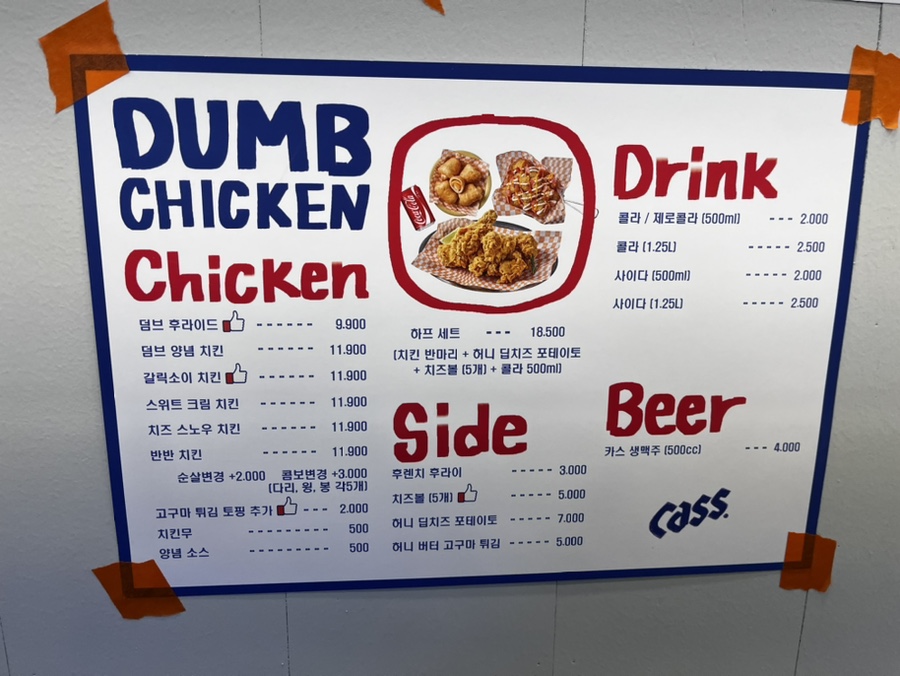 DUMB
CHICKEN
Chicken
덤브 후라이드 ------ 9.900
덤브 양념 치킨 ------ 11.900
갈릭소이 치킨 ------ 11.900
스위트 크림 치킨 ------ 11.900
치즈 스노우 치킨 ------ 11.900
반반 치킨 ------ 11.900
순살변경 +2.000 콤보변경 +3.000
(다리, 윙, 봉 각5개)
고구마 튀김 토핑 추가 --- 2.000
치킨무 --------- 500
양념 소스 --------- 500
Coca-Cola
하프 세트 --- 18.500
(치킨 반마리 + 허니 딥치즈 포테이토
+ 치즈볼 (5개) + 콜라 500ml)
Side
후렌치 후라이 ------ 3.000
치즈볼 (5개) ------ 5.000
허니 딥치즈 포테이토 ----- 7.000
허니 버터 고구마 튀김 ----- 5.000
Drink
콜라 / 제로콜라 (500ml) --- 2.000
콜라 (1.25L) ----- 2.500
사이다 (500ml) ----- 2.000
사이다 (1.25L) ------ 2.500
Beer
카스 생맥주 (500cc) --- 4.000
Cass.